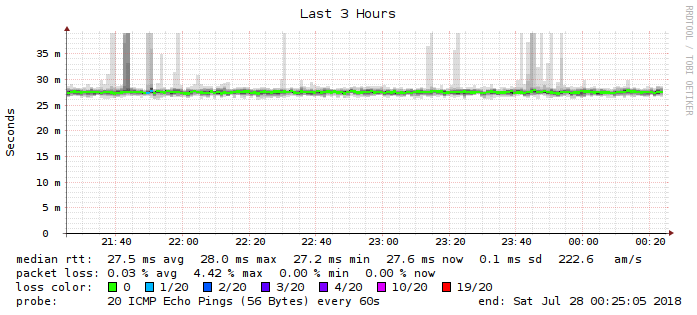 Last 3 Hours
RRDTOOL / TOBI OETIKER
Seconds
35 m
30 m
25 m
20 m
15 m
10 m
5 m
0
21:40 22:00 22:20 22:40 23:00 23:20 23:40 00:00 00:20
median rtt: 27.5 ms avg 28.0 ms max 27.2 ms min 27.6 ms now 0.1 ms sd 222.6 am/s
packet loss: 0.03 % avg 4.42 % max 0.00 % min 0.00 % now
loss color: 0 1/20 2/20 3/20 4/20 10/20 19/20
probe: 20 ICMP Echo Pings (56 Bytes) every 60s end: Sat Jul 28 00:25:05 2018